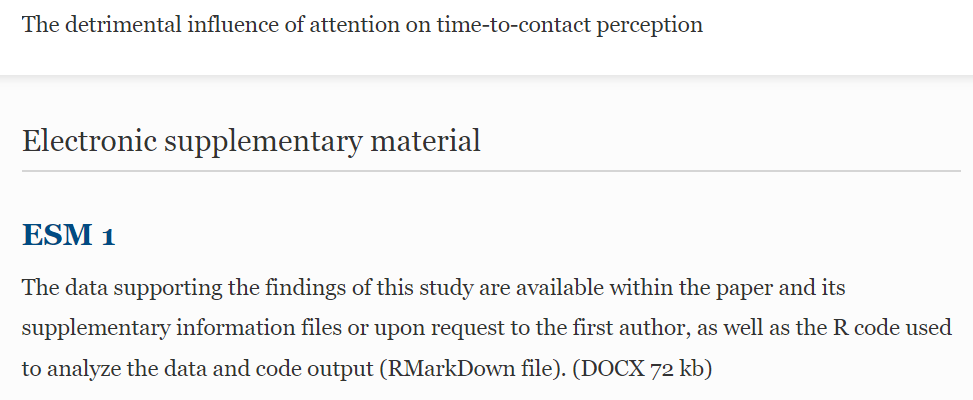 The detrimental influence of attention on time-to-contact perception
Electronic supplementary material
ESM 1
The data supporting the findings of this study are available within the paper and its
supplementary information files or upon request to the first author, as well as the R code used
to analyze the data and code output (RMarkDown file). (DOCX 72 kb)